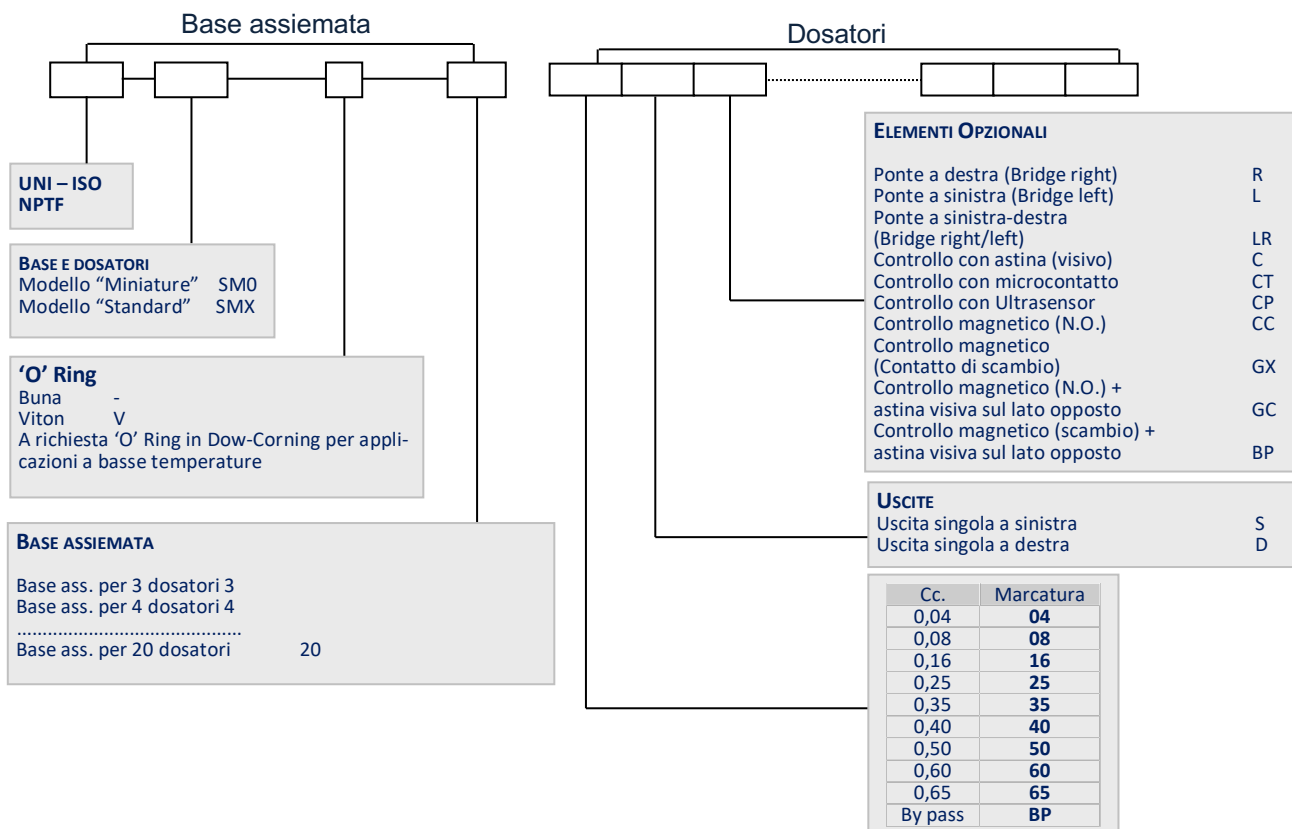 Base assiemata
Dosatori
UNI – ISO
NPTF
BASE E DOSATORI
Modello “Miniature” SM0
Modello “Standard” SMX
‘O’ Ring
Buna -
Viton V
A richiesta ‘O’ Ring in Dow-Corning per appli-
cazioni a basse temperature
BASE ASSIEMATA
Base ass. per 3 dosatori 3
Base ass. per 4 dosatori 4
............................................
Base ass. per 20 dosatori 20
ELEMENTI OPZIONALI
Ponte a destra (Bridge right) R
Ponte a sinistra (Bridge left) L
Ponte a sinistra-destra
(Bridge right/left) LR
Controllo con astina (visivo) C
Controllo con microcontatto CT
Controllo con Ultrasensor CP
Controllo magnetico (N.O.) CC
Controllo magnetico
(Contatto di scambio) GX
Controllo magnetico (N.O.) +
astina visiva sul lato opposto GC
Controllo magnetico (scambio) +
astina visiva sul lato opposto BP
USCITE
Uscita singola a sinistra S
Uscita singola a destra D
Cc. Marcatura
0,04 04
0,08 08
0,16 16
0,25 25
0,35 35
0,40 40
0,50 50
0,60 60
0,65 65
By pass BP